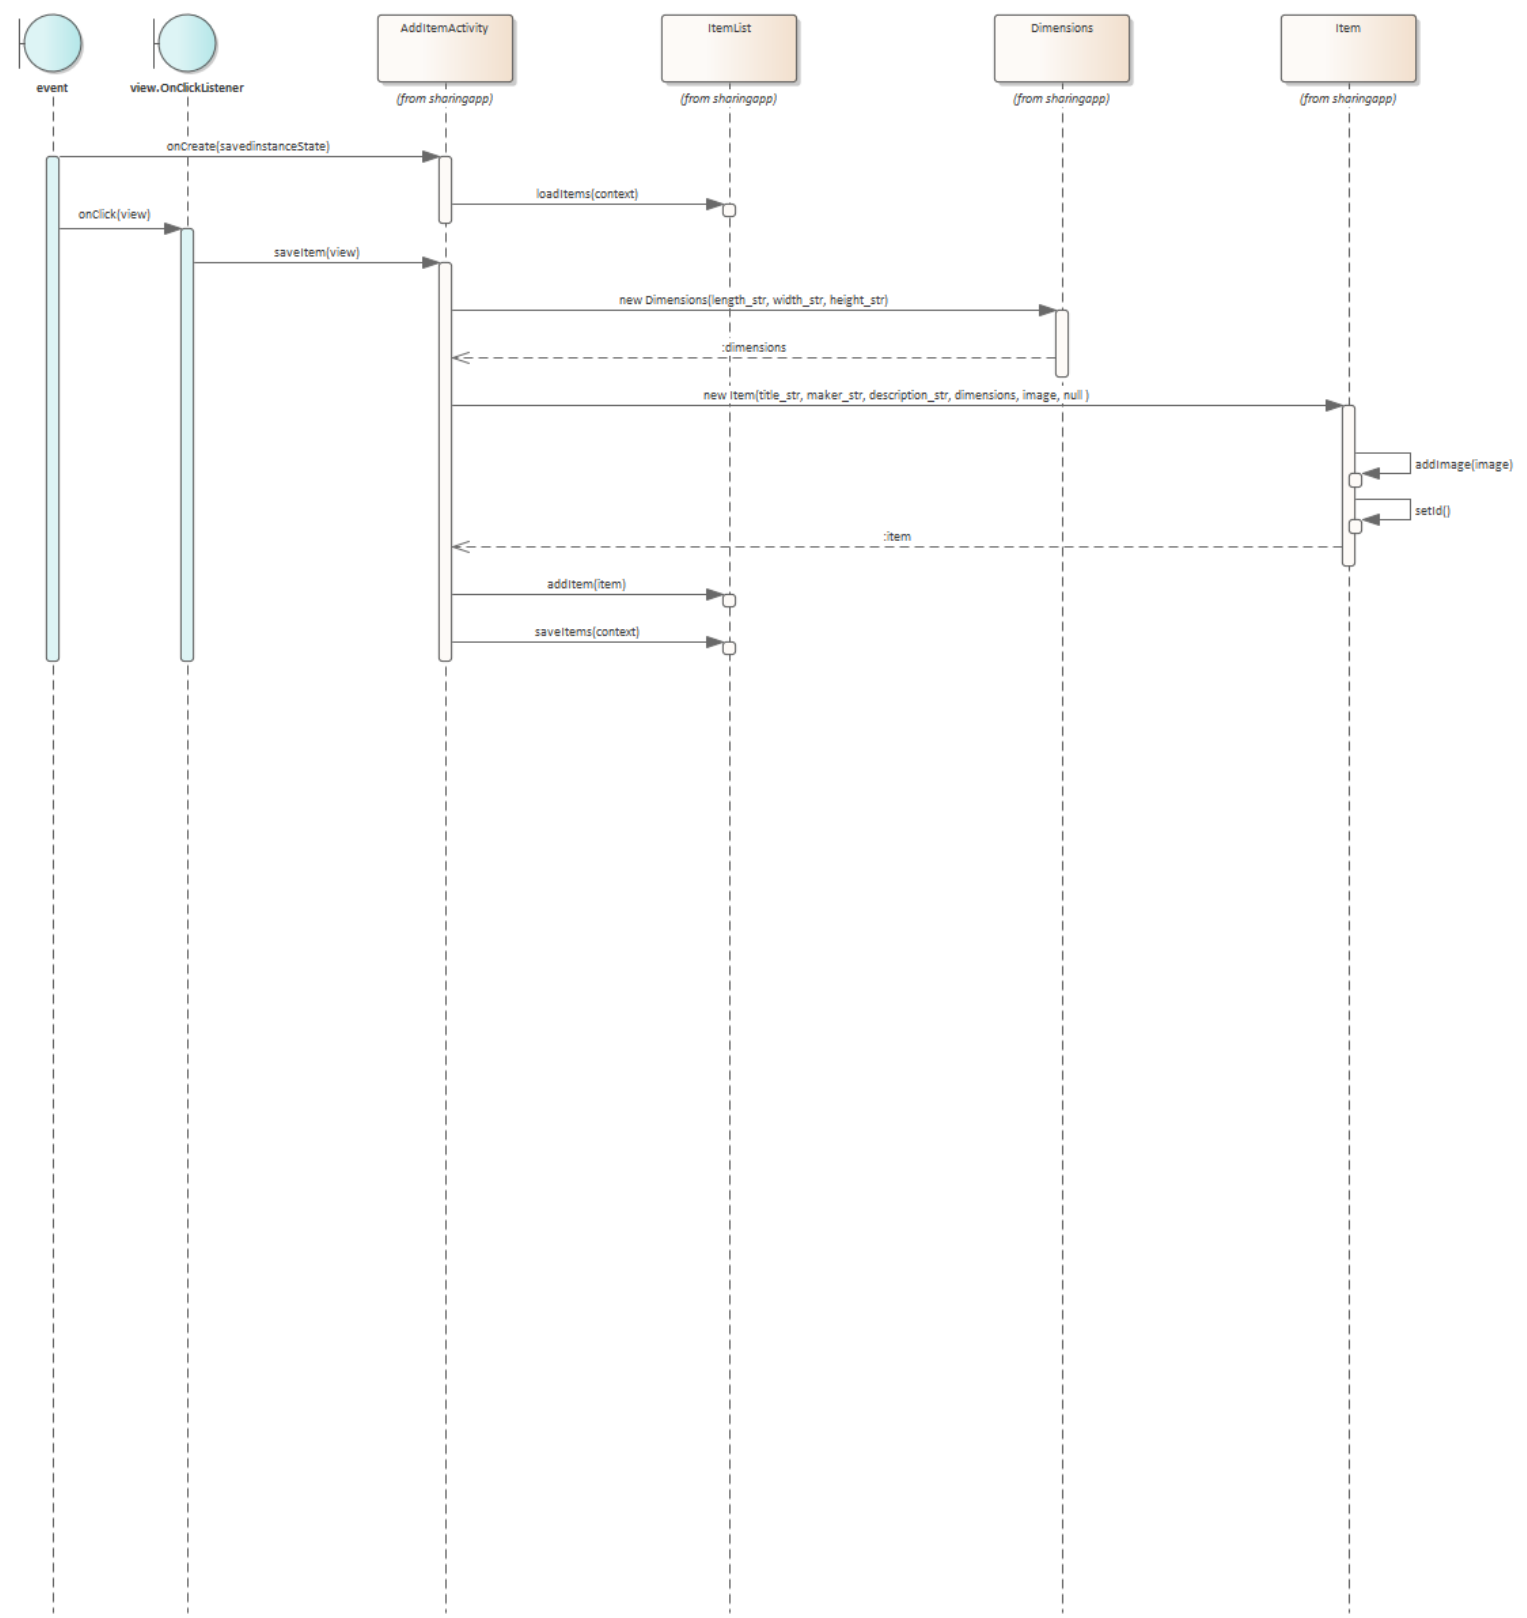 AddItemActivity
ItemList
Dimensions
Item
event
view.OnClickListener
(from sharingapp)
(from sharingapp)
(from sharingapp)
(from sharingapp)
onCreate(savedinstanceState)
loadItems(context)
onClick(view)
saveItem(view)
new Dimensions(length_str, width_str, height_str)
:dimensions
new Item(title_str, maker_str, description_str, dimensions, image, null )
addImage(image)
setId()
:item
addItem(item)
saveItems(context)